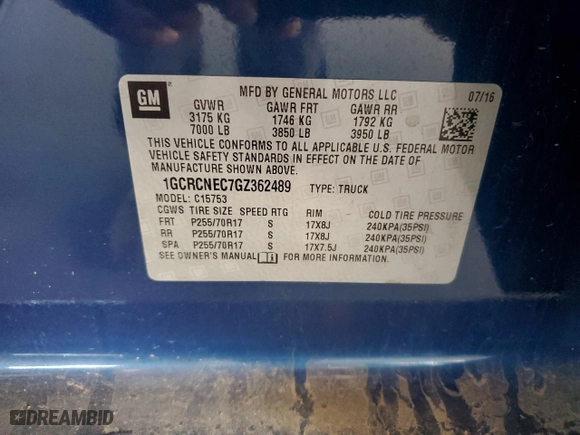 GM
MFD BY GENERAL MOTORS LLC 07/16
GVWR GAWR FRT GAWR RR
3175 KG 1746 KG 1792 KG
7000 LB 3850 LB 3950 LB
THIS VEHICLE CONFORMS TO ALL APPLICABLE U.S. FEDERAL MOTOR
VEHICLE SAFETY STANDARDS IN EFFECT ON THE DATE OF
MANUFACTURE SHOWN ABOVE.
1GCRCNEC7GZ362489 TYPE: TRUCK
MODEL: C15753
CGWS TIRE SIZE SPEED RTG RIM COLD TIRE PRESSURE
FRT P255/70R17 S 17X8J 240KPA(35PSI)
RR P255/70R17 S 17X8J 240KPA(35PSI)
SPA P255/70R17 S 17X7.5J 240KPA(35PSI)
SEE OWNER'S MANUAL FOR MORE INFORMATION.
DREAMBID